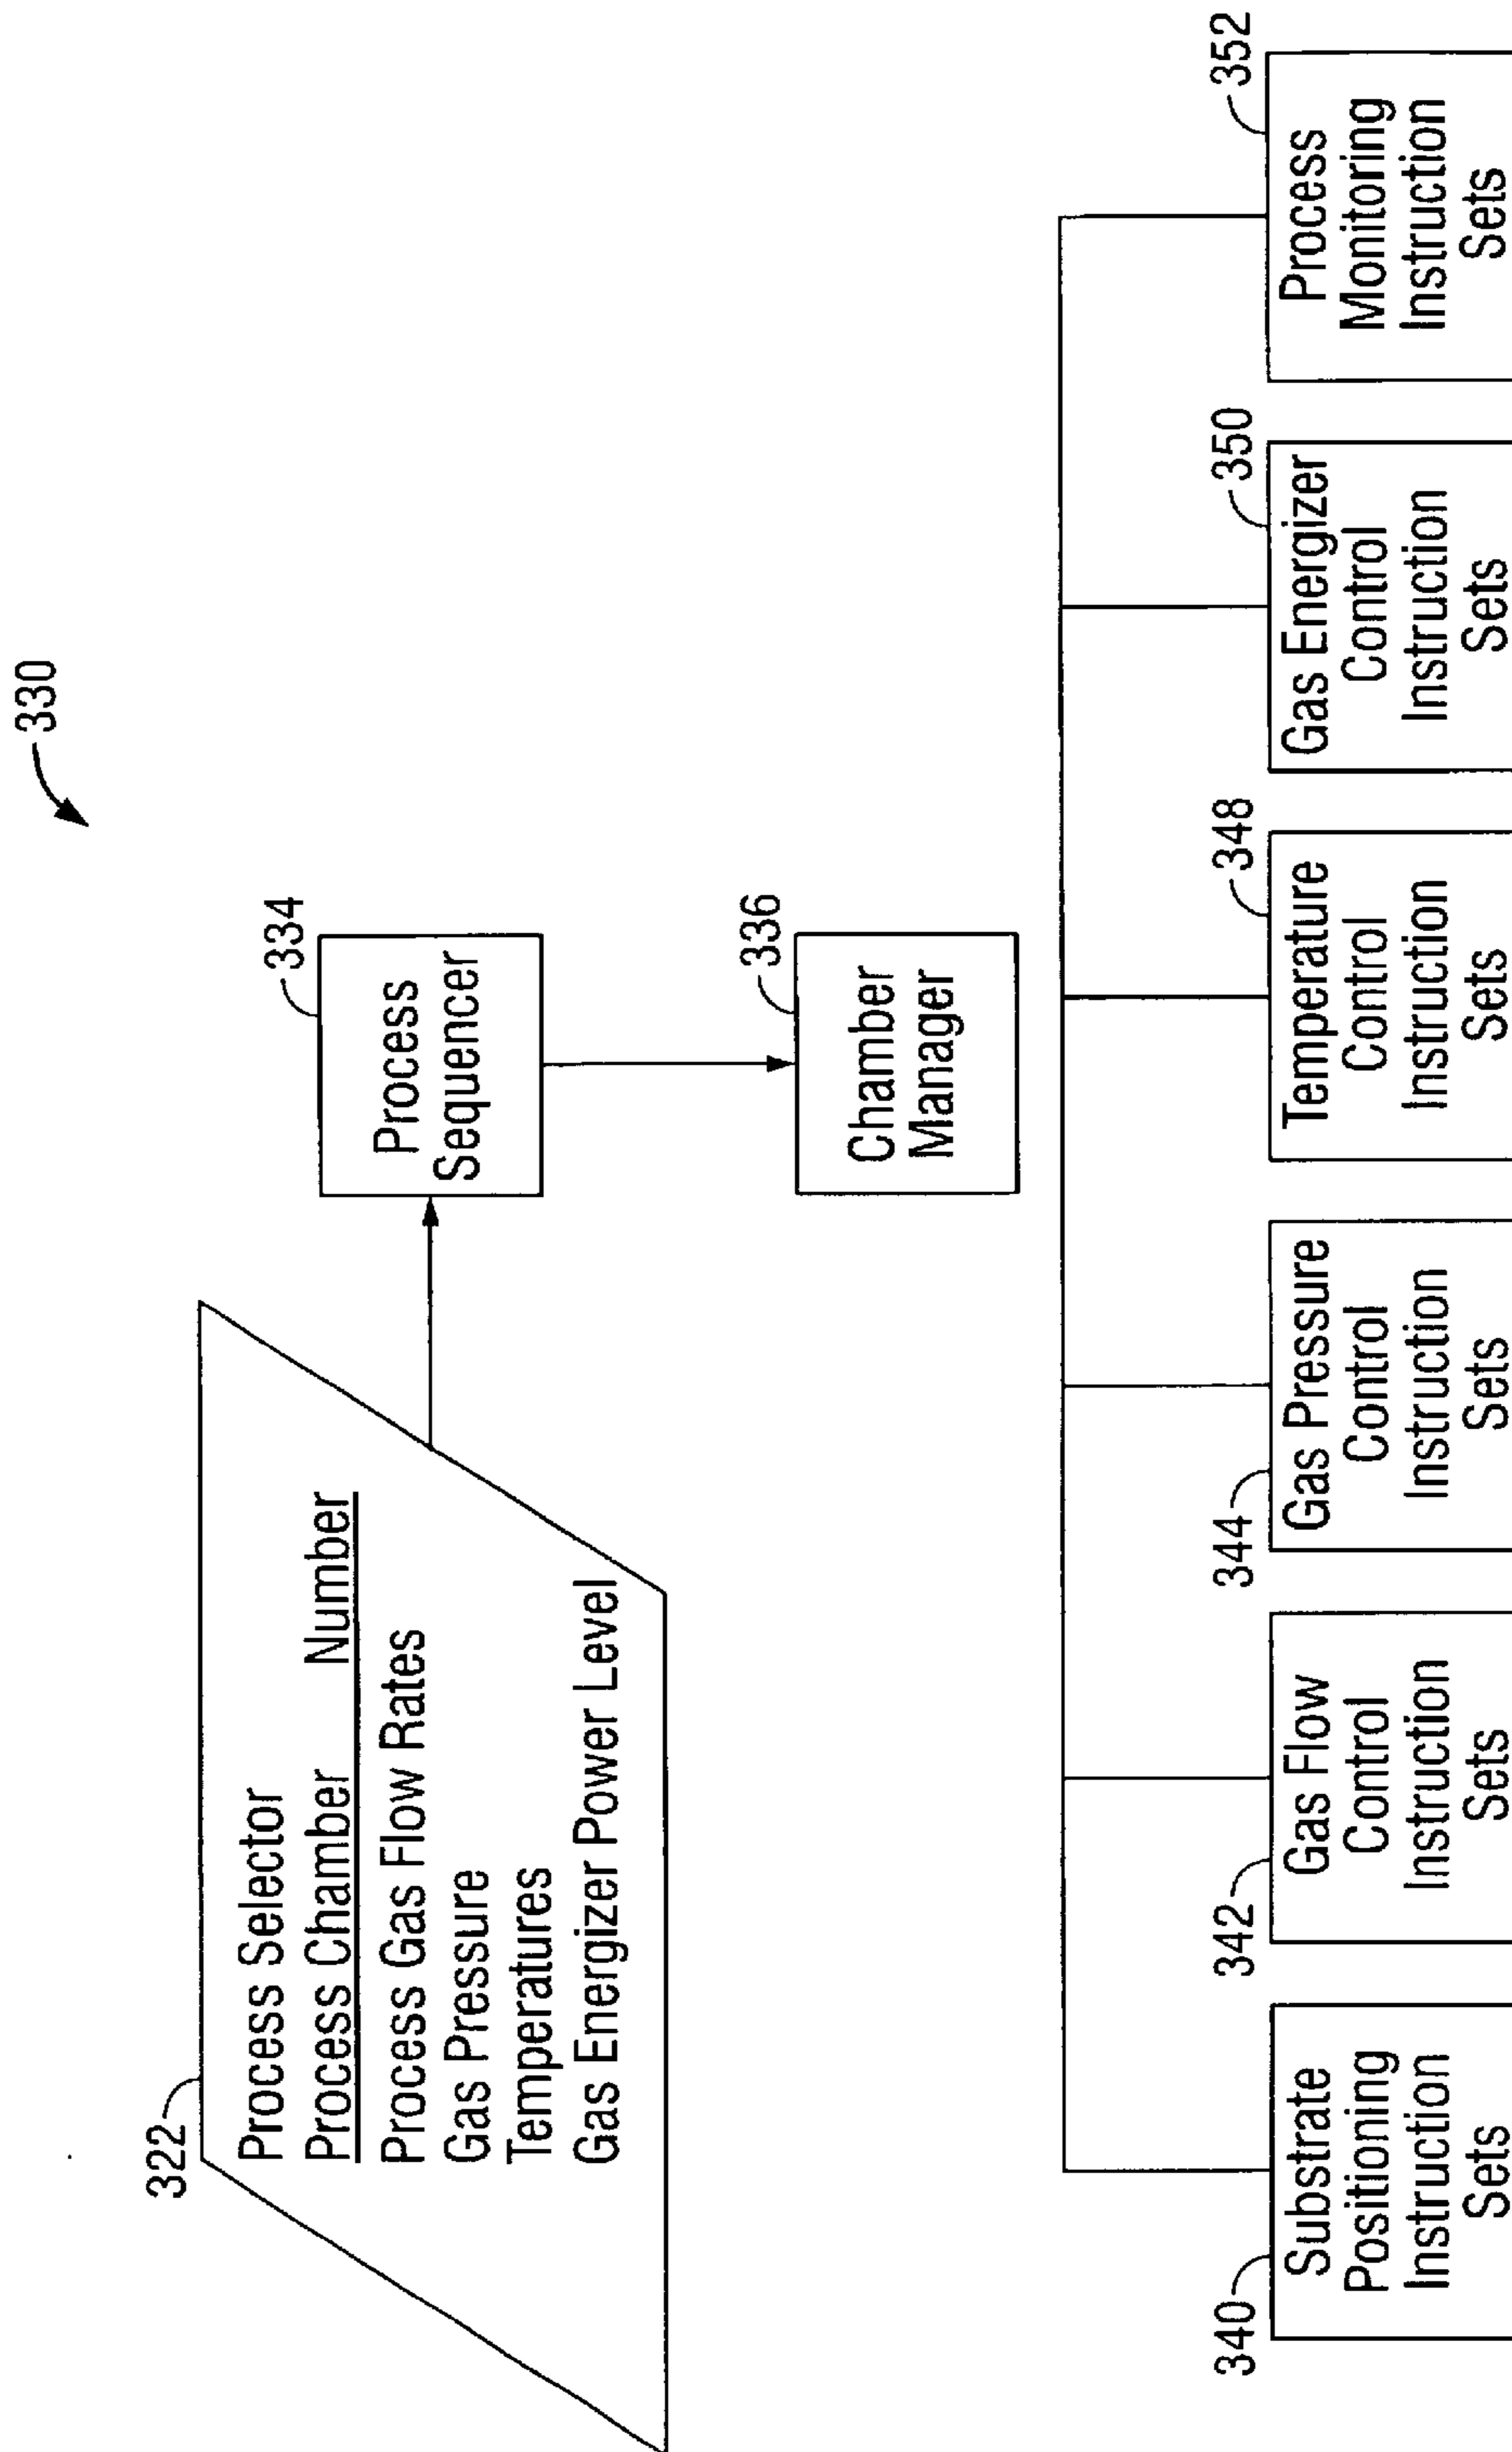 330
322
Process Selector
Process Chamber Number
Process Gas Flow Rates
Gas Pressure
Temperatures
Gas Energizer Power Level
334
Process
Sequencer
336
Chamber
Manager
340
Substrate
Positioning
Instruction
Sets
342
Gas Flow
Control
Instruction
Sets
344
Gas Pressure
Control
Instruction
Sets
348
Temperature
Control
Instruction
Sets
350
Gas Energizer
Control
Instruction
Sets
352
Process
Monitoring
Instruction
Sets